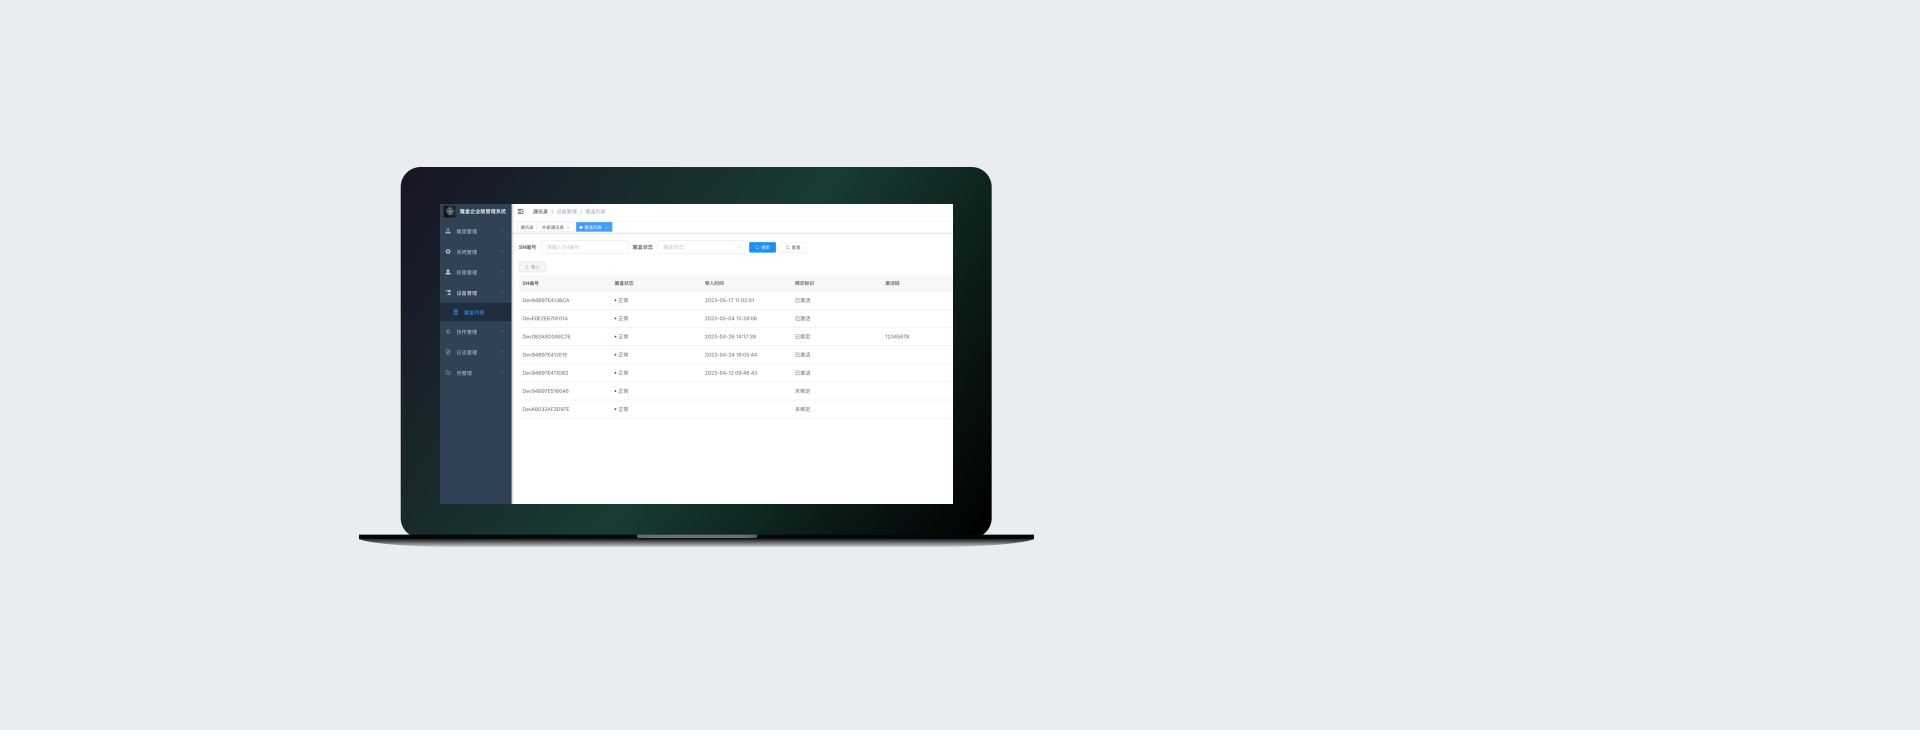 魔盒企业版管理系统
通讯录 / 设备管理 / 魔盒列表
通讯录 外部通讯录 × 魔盒列表 ×
集团管理
系统管理
权限管理
设备管理
魔盒列表
协作管理
日志管理
SN编号 请输入SN编号 魔盒状态 魔盒状态 搜索 重置
导入
SN编号 魔盒状态 导入时间 绑定标识 激活码
Dev94B97E413BCA 正常 2023-05-17 11:02:01 已激活
DevE0E2E670F01A 正常 2023-05-04 15:28:06 已激活
Dev083A8D0AEC7E 正常 2023-04-26 14:17:39 已绑定 12345678
Dev94B97E412E1E 正常 2023-04-24 18:05:44 已激活
Dev94B97E411D62 正常 2023-04-12 09:46:43 已激活
Dev94B97E516046 正常 未绑定
DevA8032AF3D97E 正常 未绑定